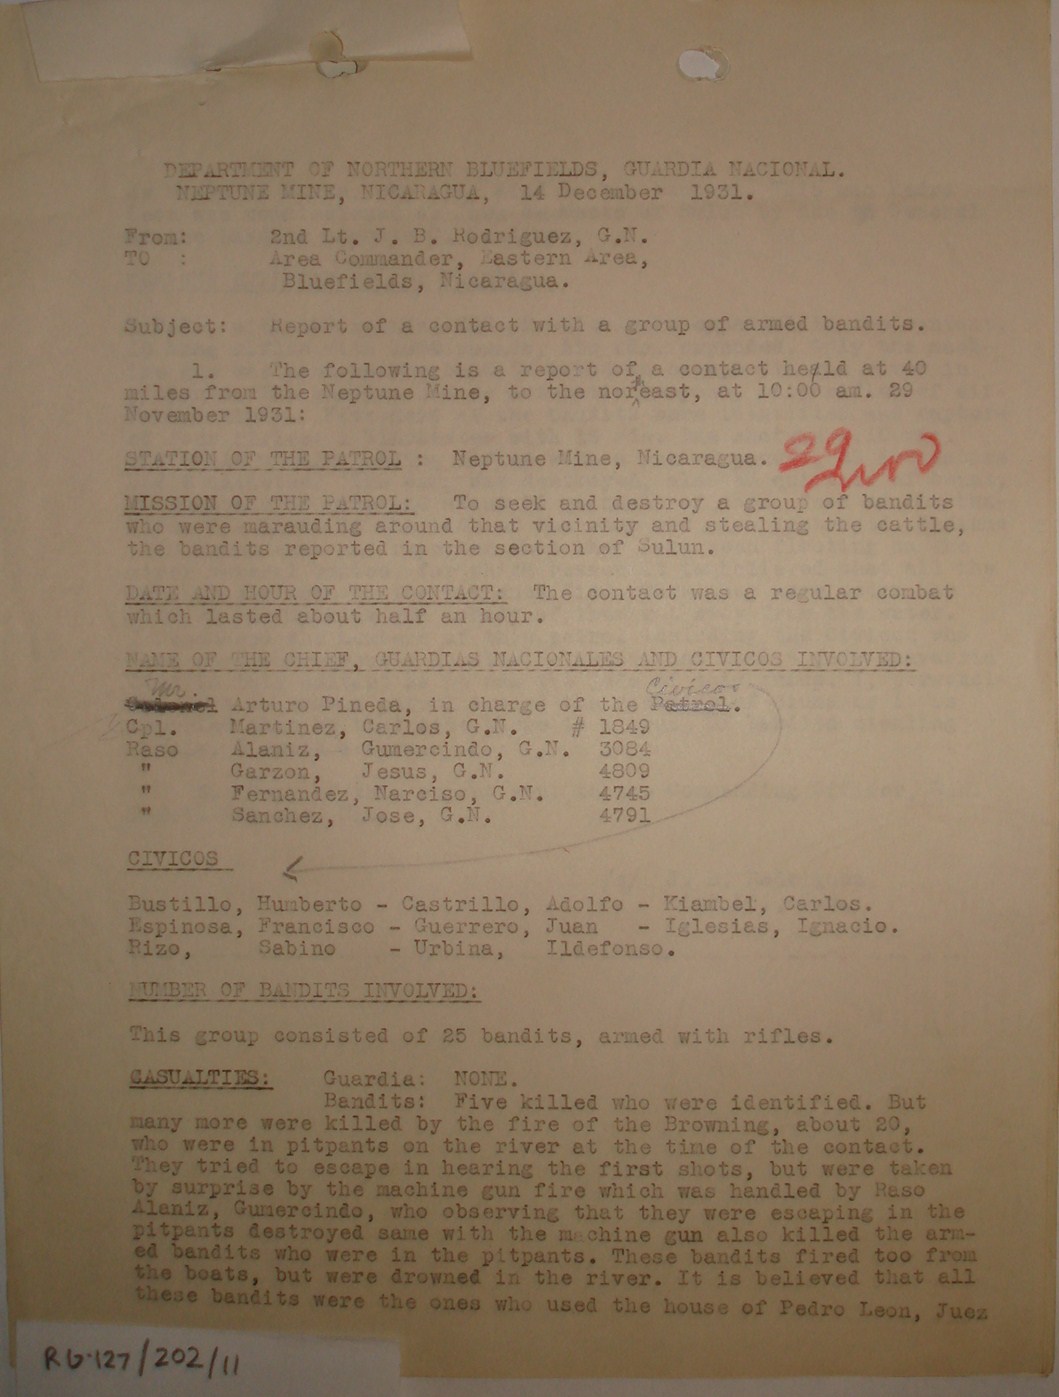 DEPARTMENT OF NORTHERN BLUEFIELDS, GUARDIA NACIONAL.
NEPTUNE MINE, NICARAGUA, 14 December 1931.
From: 2nd Lt. J. B. Rodriguez, G.N.
TO : Area Commander, Eastern Area,
Bluefields, Nicaragua.
Subject: Report of a contact with a group of armed bandits.
1. The following is a report of a contact held at 40
miles from the Neptune Mine, to the northeast, at 10:00 am. 29
November 1931:
STATION OF THE PATROL : Neptune Mine, Nicaragua.
29
MISSION OF THE PATROL: To seek and destroy a group of bandits
who were marauding around that vicinity and stealing the cattle,
the bandits reported in the section of Sulun.
DATE AND HOUR OF THE CONTACT: The contact was a regular combat
which lasted about half an hour.
NAME OF THE CHIEF, GUARDIAS NACIONALES AND CIVICOS INVOLVED:
Mr. Civicos
Arturo Pineda, in charge of the Patrol.
Cpl. Martinez, Carlos, G.N. # 1849
Raso Alaniz, Gumercindo, G.N. 3084
" Garzon, Jesus, G.N. 4809
" Fernandez, Narciso, G.N. 4745
" Sanchez, Jose, G.N. 4791
CIVICOS
Bustillo, Humberto - Castrillo, Adolfo - Kiambel, Carlos.
Espinosa, Francisco - Guerrero, Juan - Iglesias, Ignacio.
Rizo, Sabino - Urbina, Ildefonso.
NUMBER OF BANDITS INVOLVED:
This group consisted of 25 bandits, armed with rifles.
CASUALTIES: Guardia: NONE.
Bandits: Five killed who were identified. But
many more were killed by the fire of the Browning, about 20,
who were in pitpants on the river at the time of the contact.
They tried to escape in hearing the first shots, but were taken
by surprise by the machine gun fire which was handled by Raso
Alaniz, Gumercindo, who observing that they were escaping in the
pitpants destroyed same with the machine gun also killed the arm-
ed bandits who were in the pitpants. These bandits fired too from
the boats, but were drowned in the river. It is believed that all
these bandits were the ones who used the house of Pedro Leon, Juez
RG-127/202/11